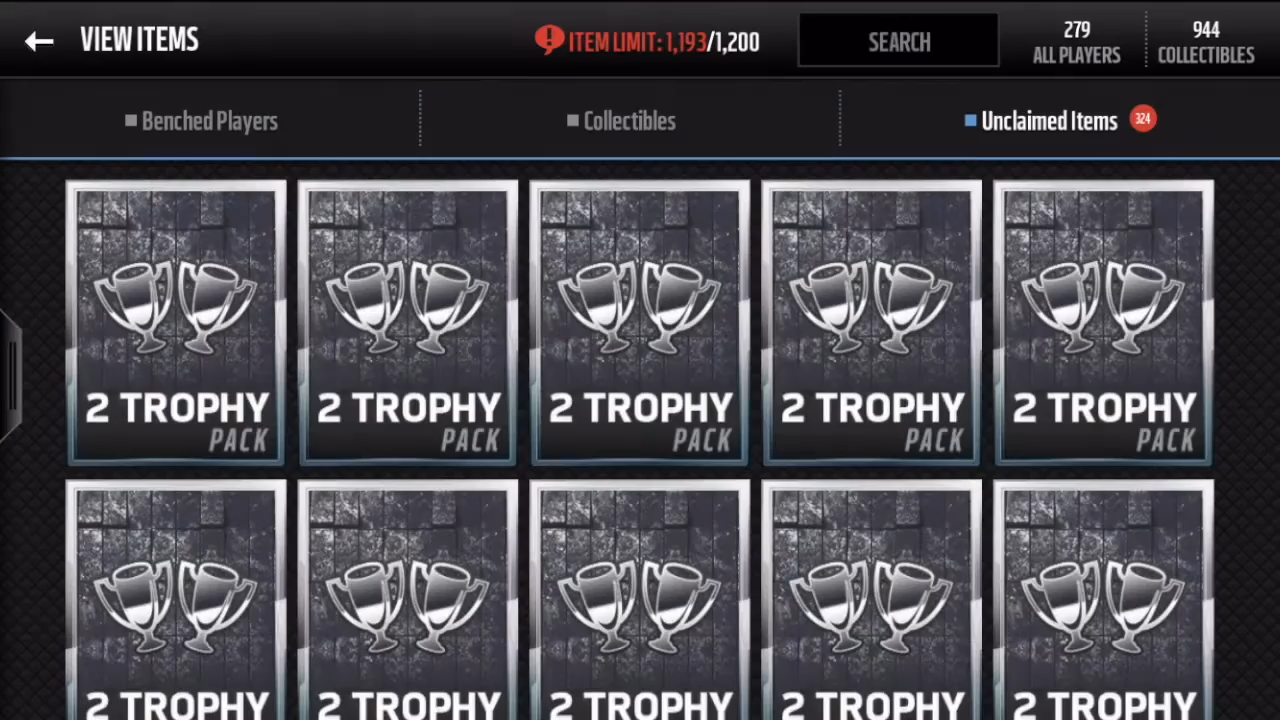 VIEW ITEMS
ITEM LIMIT: 1,193/1,200
SEARCH
279
ALL PLAYERS
944
COLLECTIBLES
Benched Players
Collectibles
Unclaimed Items
324
2 TROPHY
PACK
2 TROPHY
PACK
2 TROPHY
PACK
2 TROPHY
PACK
2 TROPHY
PACK
2 TROPHY
2 TROPHY
2 TROPHY
2 TROPHY
2 TROPHY